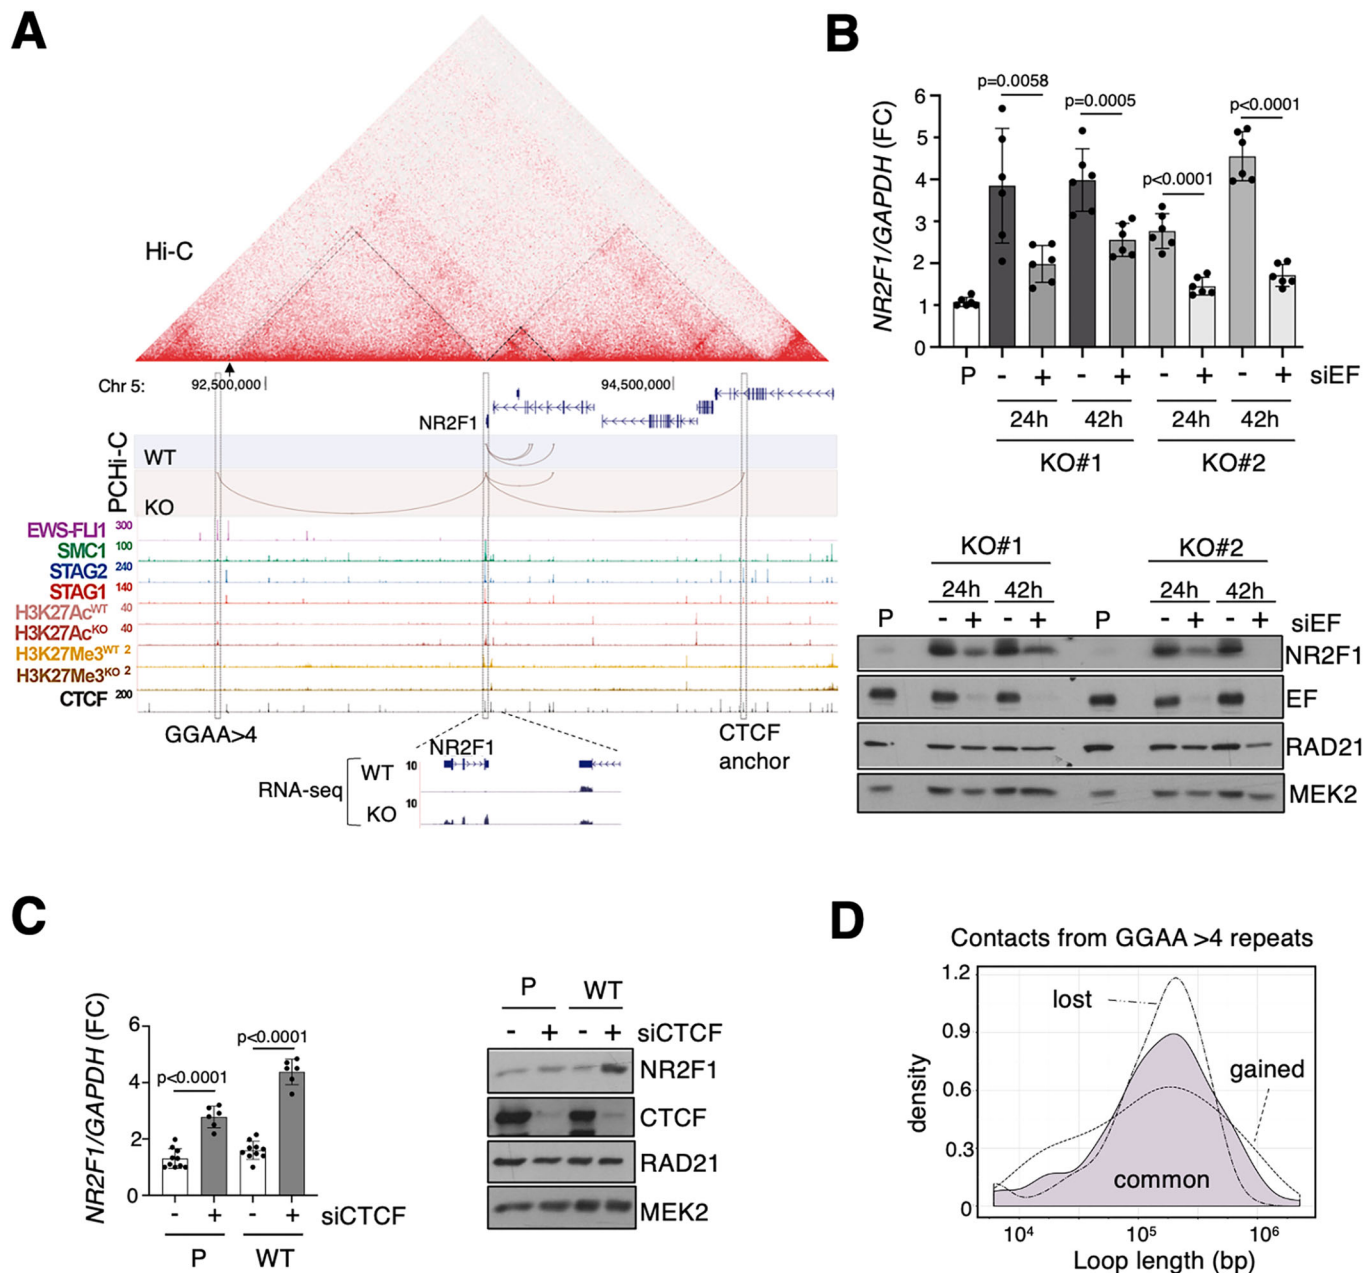 A
Hi-C
Chr 5: 92,500,000 94,500,000
NR2F1
PCHi-C
WT
KO
EWS-FLI1 300
SMC1 100
STAG2 240
STAG1 140
H3K27Ac WT 40
H3K27Ac KO 40
H3K27Me3 WT 2
H3K27Me3 KO 2
CTCF 200
GGAA>4
CTCF
anchor
NR2F1
RNA-seq
WT 10
KO 10
B
NR2F1/GAPDH (FC)
6
5
4
3
2
1
0
p=0.0058
p=0.0005
p<0.0001
p<0.0001
P - + - + - + - + siEF
24h 42h 24h 42h
KO#1 KO#2
KO#1 KO#2
24h 42h 24h 42h
P - + - + P - + - + siEF
NR2F1
EF
RAD21
MEK2
C
NR2F1/GAPDH (FC)
6
4
2
0
p<0.0001
p<0.0001
- + - + siCTCF
P WT
P WT
- + - + siCTCF
NR2F1
CTCF
RAD21
MEK2
D
Contacts from GGAA >4 repeats
density
1.2
0.9
0.6
0.3
0
lost
gained
common
10⁴ 10⁵ 10⁶
Loop length (bp)